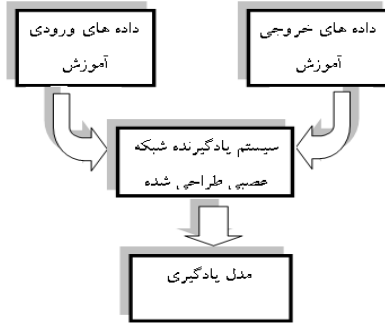 داده های خروجی
آموزش
داده های ورودی
آموزش
سیستم یادگیرنده شبکه
عصبی طراحی شده
مدل یادگیری